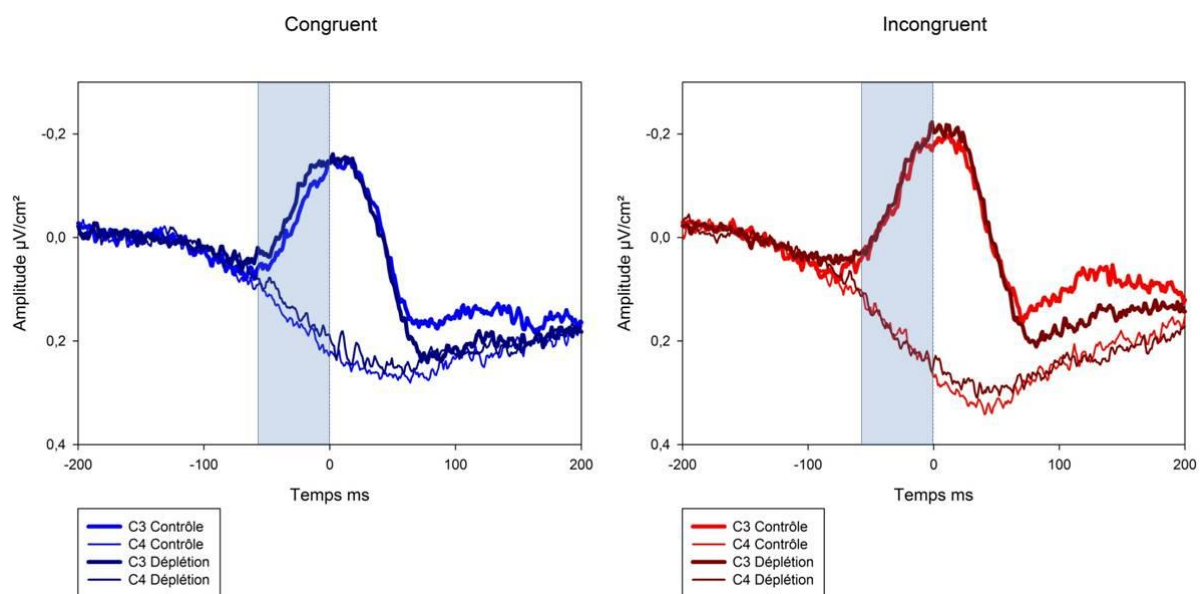 Congruent
Amplitude µV/cm²
-0,2
0,0
0,2
0,4
-200
-100
0
100
200
Temps ms
C3 Contrôle
C4 Contrôle
C3 Déplétion
C4 Déplétion
Incongruent
Amplitude µV/cm²
-0,2
0,0
0,2
0,4
-200
-100
0
100
200
Temps ms
C3 Contrôle
C4 Contrôle
C3 Déplétion
C4 Déplétion